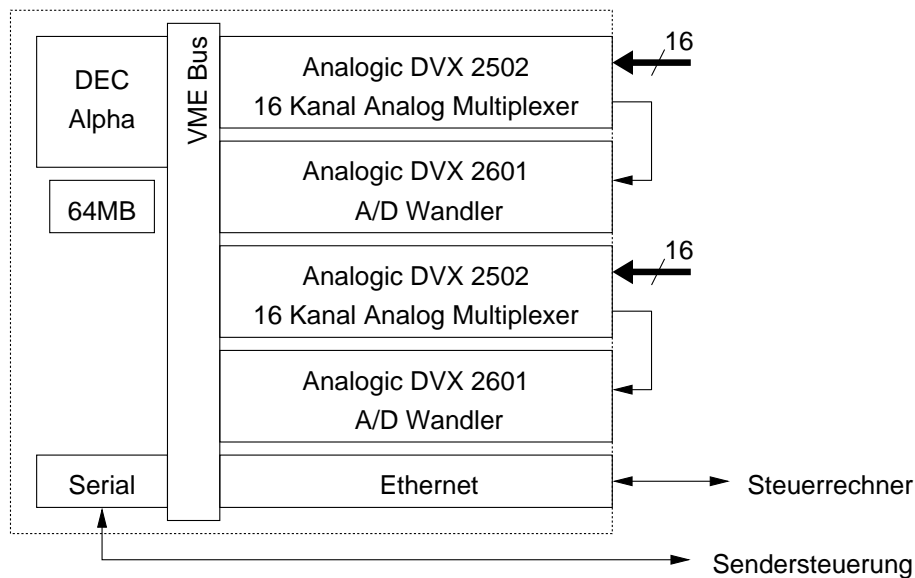 DEC
Alpha
64MB
VME Bus
Analogic DVX 2502
16 Kanal Analog Multiplexer
16
Analogic DVX 2601
A/D Wandler
Analogic DVX 2502
16 Kanal Analog Multiplexer
16
Analogic DVX 2601
A/D Wandler
Serial
Ethernet
Steuerrechner
Sendersteuerung